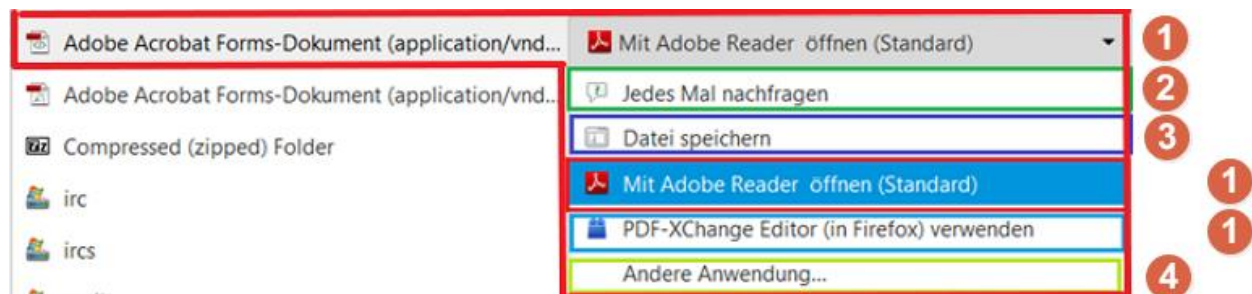 Adobe Acrobat Forms-Dokument (application/vnd... Mit Adobe Reader öffnen (Standard) 1
Adobe Acrobat Forms-Dokument (application/vnd... Jedes Mal nachfragen 2
Compressed (zipped) Folder Datei speichern 3
irc Mit Adobe Reader öffnen (Standard) 1
ircs PDF-XChange Editor (in Firefox) verwenden 1
Andere Anwendung... 4